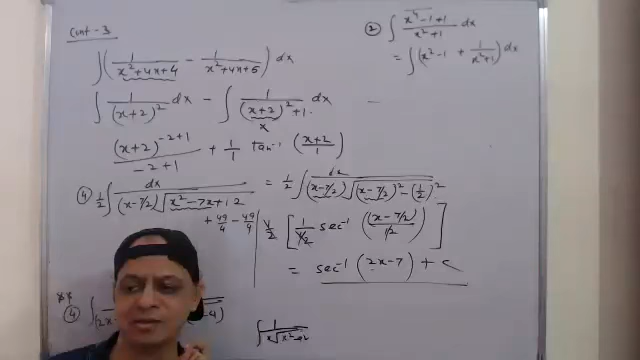 Cont-3
∫(1/(x²+4x+4) − 1/(x²+4x+5)) dx
∫ 1/(x+2)² dx − ∫ 1/((x+2)²+1) dx
x
(x+2)^(−2+1)/(−2+1) + 1/1 tan⁻¹ ((x+2)/1)
④ 1/2 ∫ dx/((x−7/2)√(x²−7x+12 = 1/2 ∫ dx/((x−7/2)√((x−7/2)²−(1/2)²
+ 49/4 − 49/9
1/2 [1/(1/2) sec⁻¹ ((x−7/2)/(1/2))]
= sec⁻¹ (2x−7) + c
② ∫ (x⁴−1+1)/(x²+1) dx
= ∫(x²−1 + 1/(x²+1)) dx
④ ∫ (2x −4)
∫ 1/(x√(x²−a²